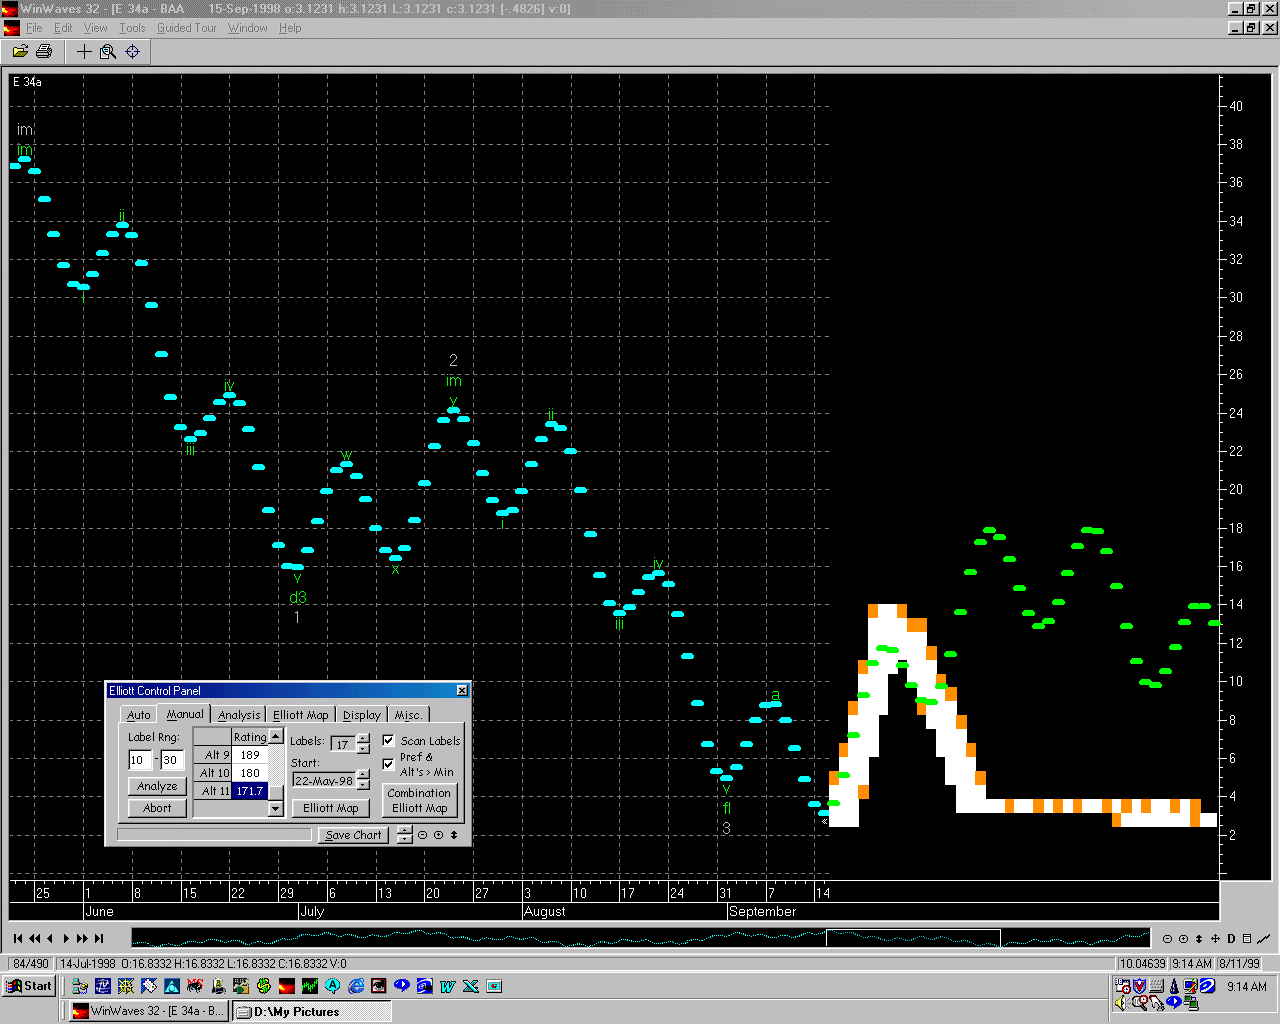 WinWaves 32 - [E 34a - BAA 15-Sep-1998 o:3.1231 h:3.1231 L:3.1231 c:3.1231 [-.4826] v:0]
File Edit View Tools Guided Tour Window Help
E 34a
40
im
38
im
36
ii
34
32
30
28
2
26
im
iv
v
24
ii
iii
w
22
20
i
18
x
iv
16
v
d3
14
1
iii
12
a
10
8
6
v
4
fl
3
2
Elliott Control Panel
Auto Manual Analysis Elliott Map Display Misc.
Label Rng: Rating Labels: 17 Scan Labels
10 - 30 Alt 9 189 Pref & Alt's > Min
Start:
Alt 10 180 22-May-98
Analyze Alt 11 171.7
Abort Elliott Map Combination Elliott Map
Save Chart
25 1 8 15 22 29 6 13 20 27 3 10 17 24 31 7 14
June July August September
D
84/490 14-Jul-1998 O:16.8332 H:16.8332 L:16.8332 C:16.8332 V:0 10.04639 9:14 AM 8/11/99
Start 9:14 AM
WinWaves 32 - [E 34a - B... D:\My Pictures